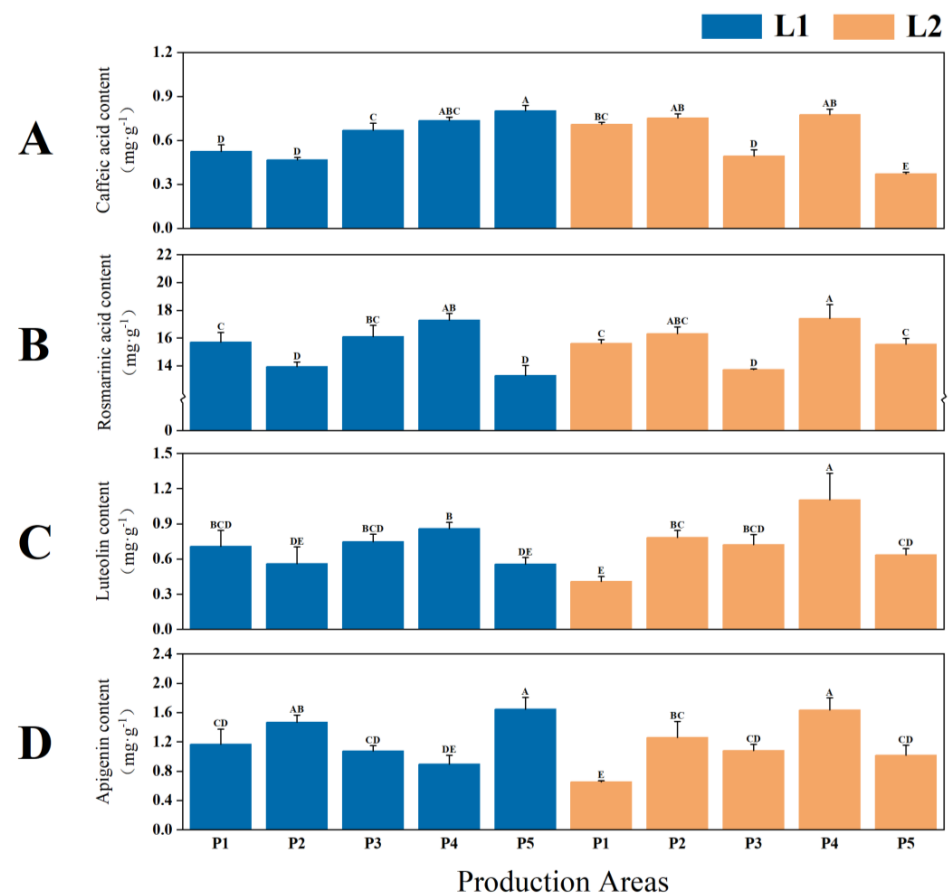 L1 L2
A
Caffeic acid content
（mg·g⁻¹)
1.2
0.9
0.6
0.3
0.0
D D C ABC A BC AB D AB E
B
Rosmarinic acid content
（mg·g⁻¹)
22
20
18
16
14
0
C D BC AB D C ABC D A C
C
Luteolin content
（mg·g⁻¹)
1.5
1.2
0.9
0.6
0.3
0.0
BCD DE BCD B DE E BC BCD A CD
D
Apigenin content
（mg·g⁻¹)
2.4
2.0
1.6
1.2
0.8
0.4
0.0
CD AB CD DE A E BC CD A CD
P1 P2 P3 P4 P5 P1 P2 P3 P4 P5
Production Areas